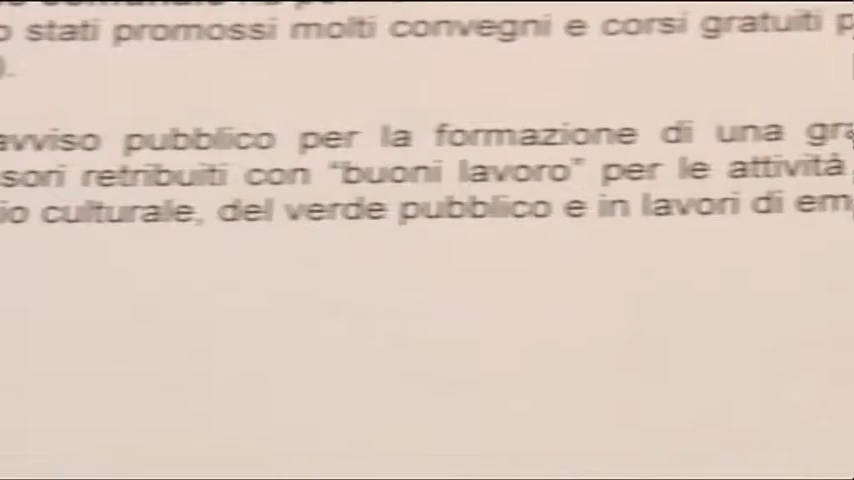 stati promossi molti convegni e corsi gratuiti
avviso pubblico per la formazione di una
retribuiti con "buoni lavoro" per le attività
culturale, del verde pubblico e in lavori di